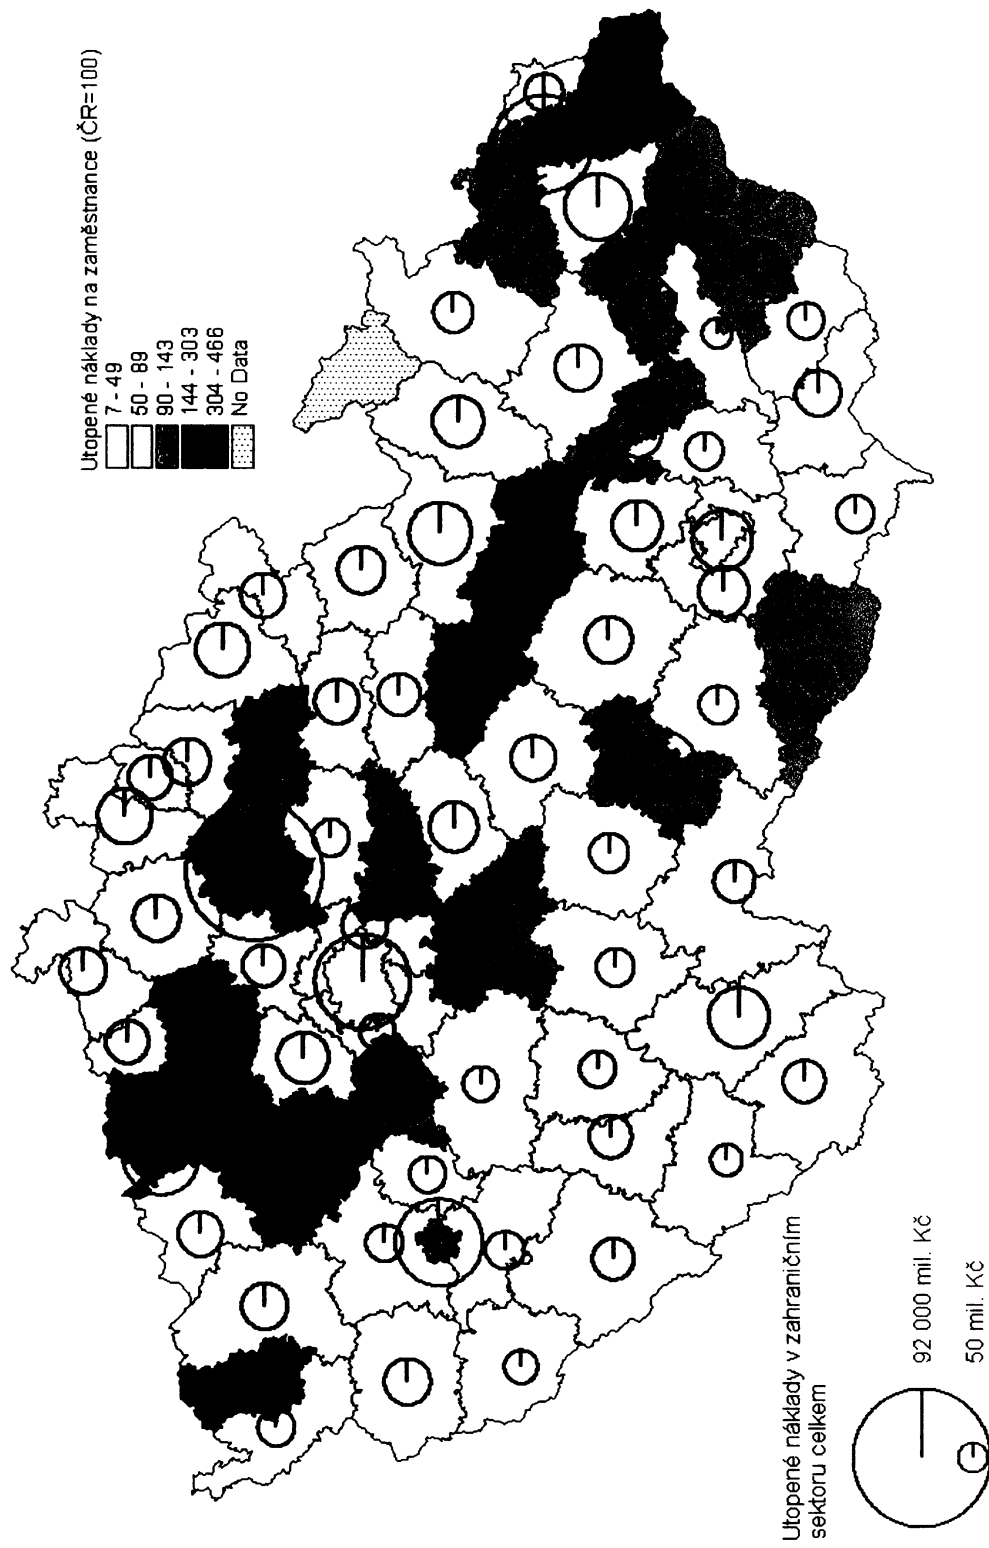 Utopené náklady na zaměstnance (ČR=100)
7 - 49
50 - 89
90 - 143
144 - 303
304 - 466
No Data
Utopené náklady v zahraničním
sektoru celkem
92 000 mil. Kč
50 mil. Kč